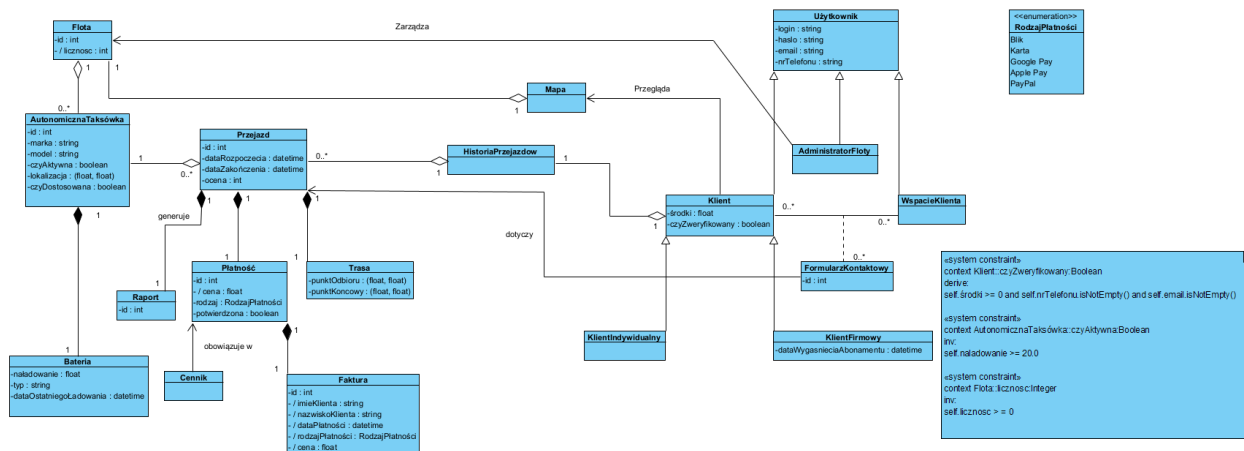 Flota
-id : int
- / licznosc : int
Zarządza
Użytkownik
-login : string
-hasło : string
-email : string
-nrTelefonu : string
<<enumeration>>
RodzajPłatności
Blik
Karta
Google Pay
Apple Pay
PayPal
1
1
1
0..*
Mapa
1
Przegląda
AutonomicznaTaksówka
-id : int
-marka : string
-model : string
-czyAktywna : boolean
-lokalizacja : (float, float)
-czyDostosowana : boolean
1
0..*
1
Przejazd
-id : int
-dataRozpoczecia : datetime
-dataZakończenia : datetime
-ocena : int
0..*
1
HistoriaPrzejazdow
1
1
AdministratorFloty
Klient
-środki : float
-czyZweryfikowany : boolean
0..*
0..*
WspacieKlienta
generuje
1
1
1
dotyczy
0..*
FormularzKontaktowy
-id : int
1
Raport
-id : int
1
Płatność
-id : int
- / cena : float
-rodzaj : RodzajPłatności
-potwierdzona : boolean
1
Trasa
-punktOdbioru : (float, float)
-punktKoncowy : (float, float)
1
obowiązuje w
1
Cennik
1
Bateria
-naładowanie : float
-typ : string
-dataOstatniegoŁadowania : datetime
Faktura
-id : int
- / imieKlienta : string
- / nazwiskoKlienta : string
- / dataPłatności : datetime
- / rodzajPłatności : RodzajPłatności
- / cena : float
KlientIndywidualny
KlientFirmowy
-dataWygasnieciaAbonamentu : datetime
«system constraint»
context Klient::czyZweryfikowany:Boolean
derive:
self.środki >= 0 and self.nrTelefonu.isNotEmpty() and self.email.isNotEmpty()
«system constraint»
context AutonomicznaTaksówka::czyAktywna:Boolean
inv:
self.naladowanie >= 20.0
«system constraint»
context Flota::licznosc:Integer
inv:
self.licznosc >= 0